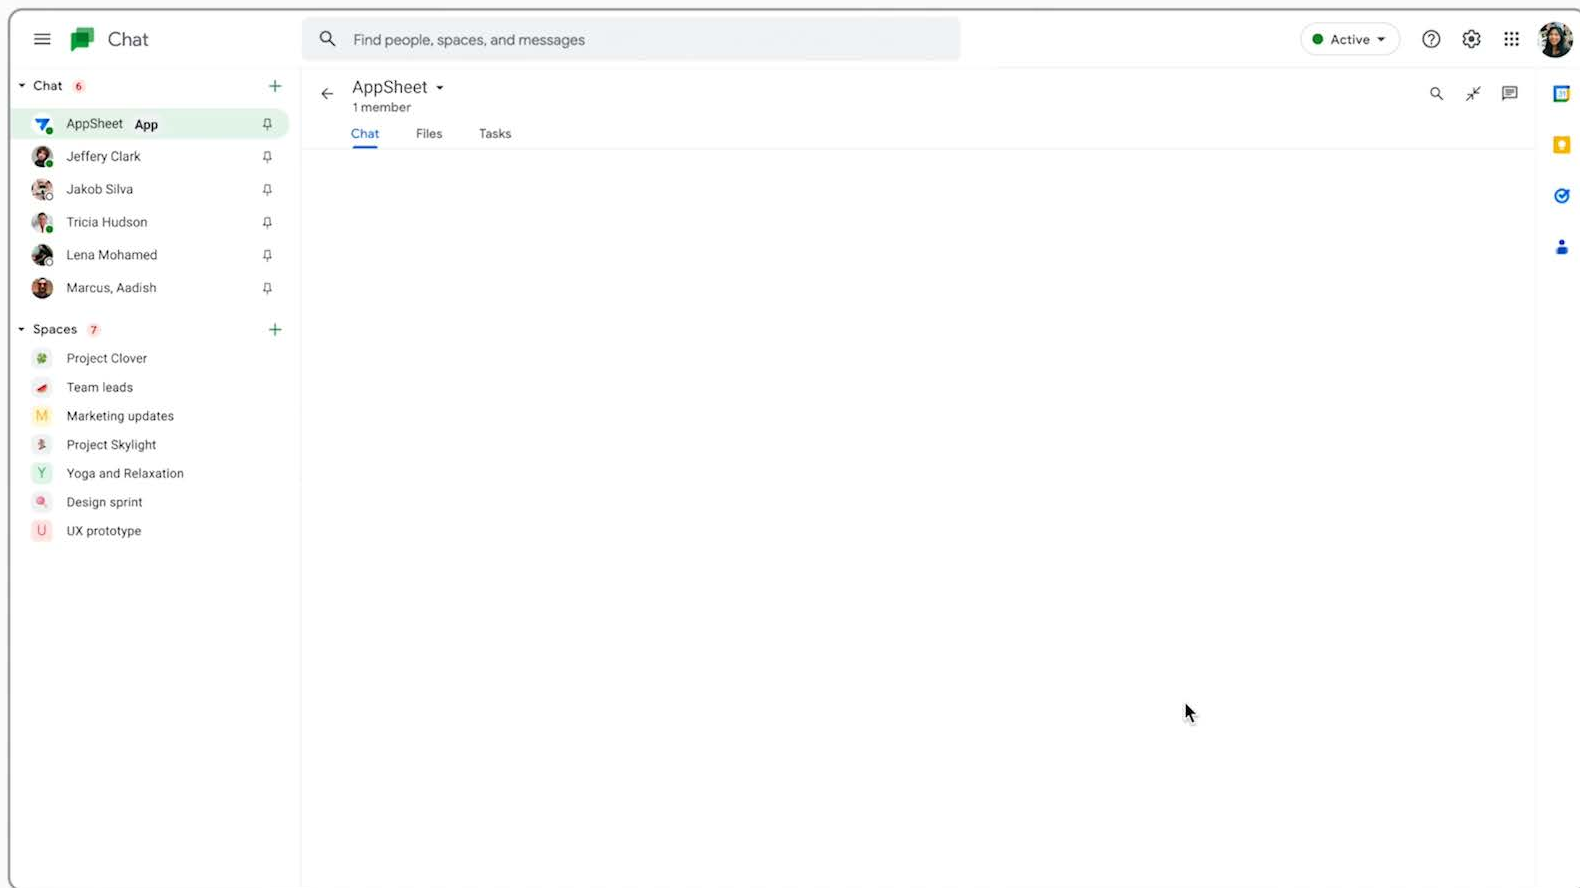 Chat
Find people, spaces, and messages
Active
Chat 6
AppSheet App
Jeffery Clark
Jakob Silva
Tricia Hudson
Lena Mohamed
Marcus, Aadish
Spaces 7
Project Clover
Team leads
M Marketing updates
Project Skylight
Y Yoga and Relaxation
Design sprint
U UX prototype
AppSheet
1 member
Chat Files Tasks
31